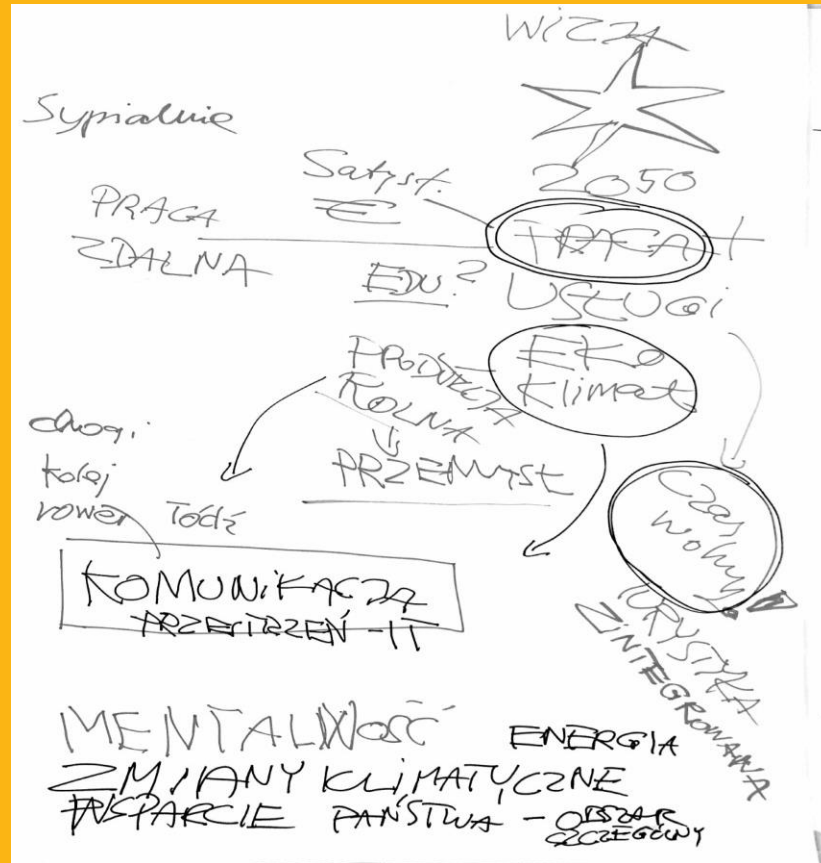 WIZJA
2050
Sypialnie
Satyst.
€
PRACA
ZDALNA
PRACA +
EDU?
USŁUGI
PRODUKCJA
ROLNA
EKO
Klimat
PRZEMYSŁ
drogi
kolej
rower łódź
Czas
wolny
KOMUNIKACJA
PRZESTRZEŃ - IT
TURYSTYKA
ZINTEGROWANA
MENTALNOŚĆ
ENERGIA
ZMIANY KLIMATYCZNE
WSPARCIE PAŃSTWA - OBSZAR
SZCZEGÓLNY